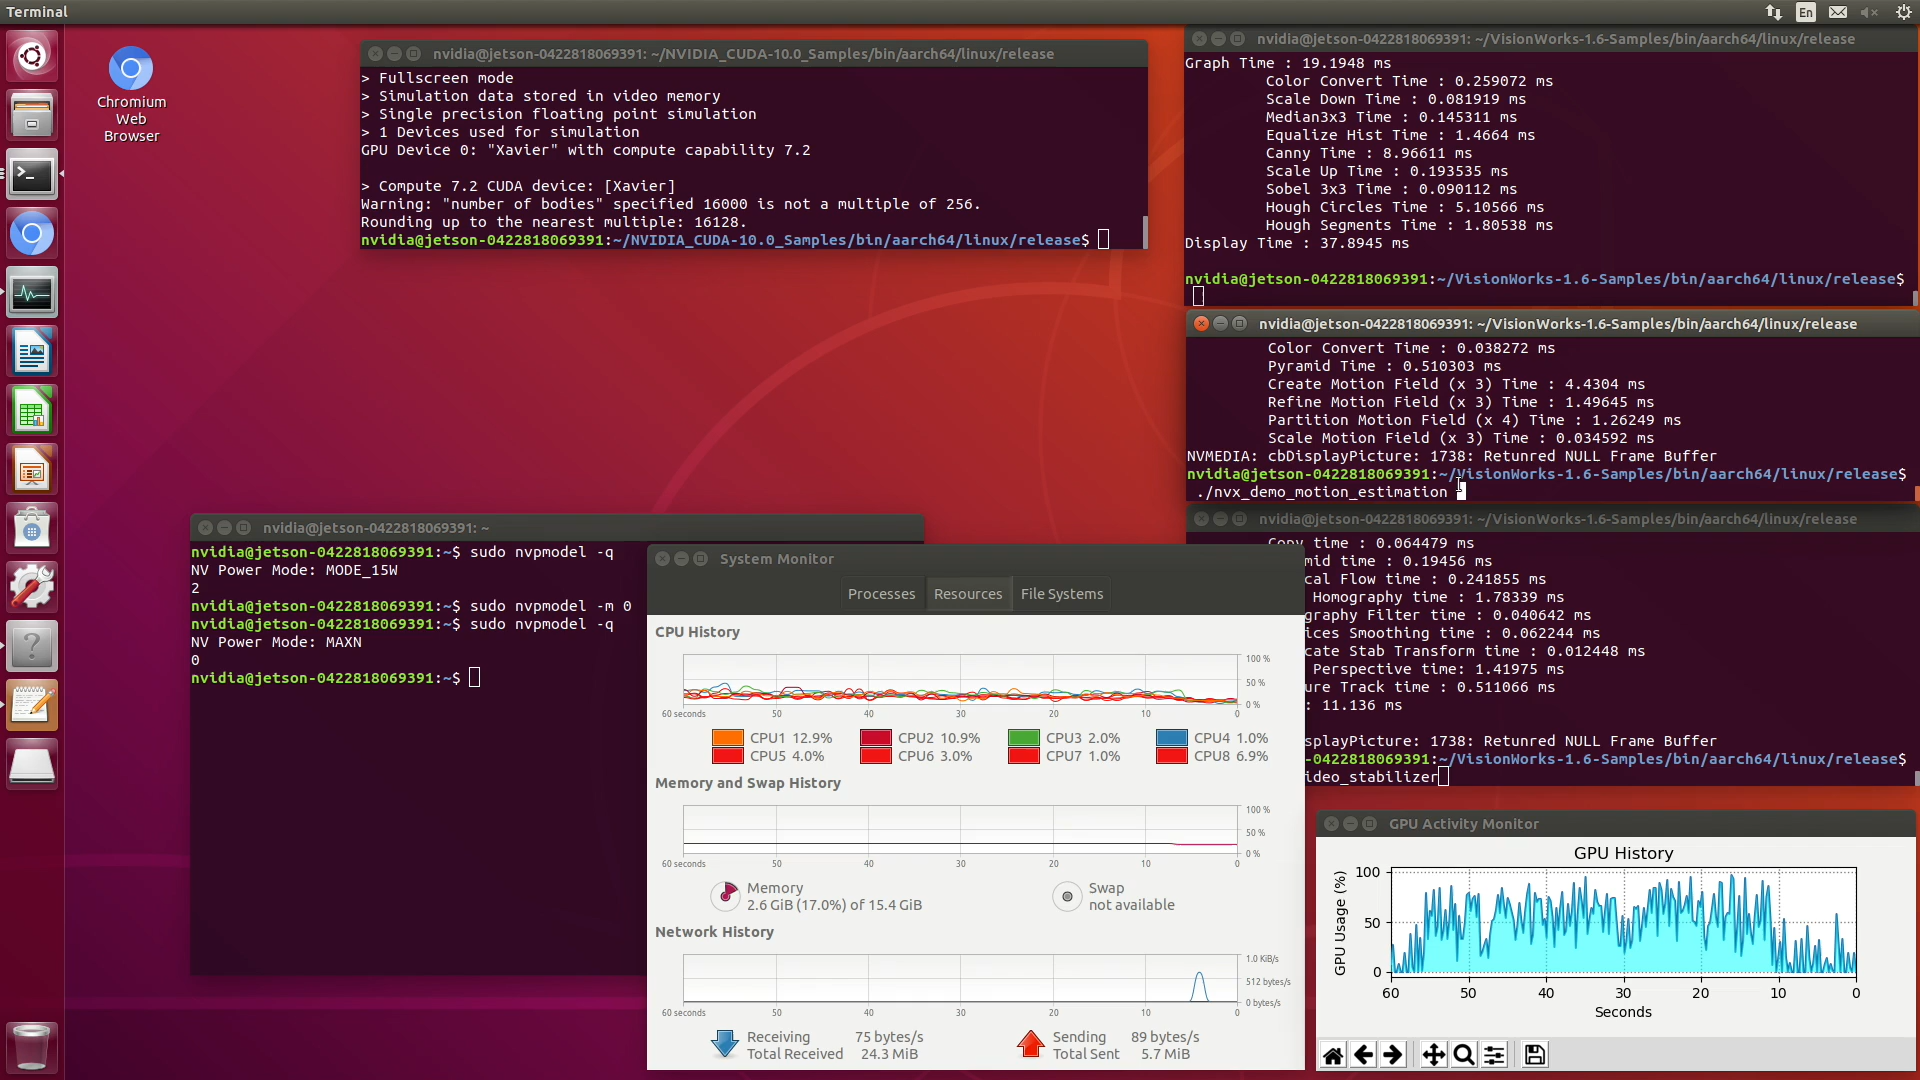 Terminal
En
Chromium
Web
Browser
nvidia@jetson-0422818069391: ~/NVIDIA_CUDA-10.0_Samples/bin/aarch64/linux/release
> Fullscreen mode
> Simulation data stored in video memory
> Single precision floating point simulation
> 1 Devices used for simulation
GPU Device 0: "Xavier" with compute capability 7.2
> Compute 7.2 CUDA device: [Xavier]
Warning: "number of bodies" specified 16000 is not a multiple of 256.
Rounding up to the nearest multiple: 16128.
nvidia@jetson-0422818069391:~/NVIDIA_CUDA-10.0_Samples/bin/aarch64/linux/release$
nvidia@jetson-0422818069391: ~/VisionWorks-1.6-Samples/bin/aarch64/linux/release
Graph Time : 19.1948 ms
Color Convert Time : 0.259072 ms
Scale Down Time : 0.081919 ms
Median3x3 Time : 0.145311 ms
Equalize Hist Time : 1.4664 ms
Canny Time : 8.96611 ms
Scale Up Time : 0.193535 ms
Sobel 3x3 Time : 0.090112 ms
Hough Circles Time : 5.10566 ms
Hough Segments Time : 1.80538 ms
Display Time : 37.8945 ms
nvidia@jetson-0422818069391:~/VisionWorks-1.6-Samples/bin/aarch64/linux/release$
nvidia@jetson-0422818069391: ~/VisionWorks-1.6-Samples/bin/aarch64/linux/release
Color Convert Time : 0.038272 ms
Pyramid Time : 0.510303 ms
Create Motion Field (x 3) Time : 4.4304 ms
Refine Motion Field (x 3) Time : 1.49645 ms
Partition Motion Field (x 4) Time : 1.26249 ms
Scale Motion Field (x 3) Time : 0.034592 ms
NVMEDIA: cbDisplayPicture: 1738: Retunred NULL Frame Buffer
nvidia@jetson-0422818069391:~/VisionWorks-1.6-Samples/bin/aarch64/linux/release$
./nvx_demo_motion_estimation
nvidia@jetson-0422818069391: ~/VisionWorks-1.6-Samples/bin/aarch64/linux/release
Copy time : 0.064479 ms
mid time : 0.19456 ms
cal Flow time : 0.241855 ms
Homography time : 1.78339 ms
graphy Filter time : 0.040642 ms
ices Smoothing time : 0.062244 ms
cate Stab Transform time : 0.012448 ms
Perspective time: 1.41975 ms
ure Track time : 0.511066 ms
: 11.136 ms
splayPicture: 1738: Retunred NULL Frame Buffer
-0422818069391:~/VisionWorks-1.6-Samples/bin/aarch64/linux/release$
ideo_stabilizer
nvidia@jetson-0422818069391: ~
nvidia@jetson-0422818069391:~$ sudo nvpmodel -q
NV Power Mode: MODE_15W
2
nvidia@jetson-0422818069391:~$ sudo nvpmodel -m 0
nvidia@jetson-0422818069391:~$ sudo nvpmodel -q
NV Power Mode: MAXN
0
nvidia@jetson-0422818069391:~$
System Monitor
Processes Resources File Systems
CPU History
100 %
50 %
0 %
60 seconds 50 40 30 20 10 0
CPU1 12.9% CPU2 10.9% CPU3 2.0% CPU4 1.0%
CPU5 4.0% CPU6 3.0% CPU7 1.0% CPU8 6.9%
Memory and Swap History
100 %
50 %
0 %
60 seconds 50 40 30 20 10 0
Memory
2.6 GiB (17.0%) of 15.4 GiB
Swap
not available
Network History
1.0 KiB/s
512 bytes/s
0 bytes/s
60 seconds 50 40 30 20 10 0
Receiving 75 bytes/s
Total Received 24.3 MiB
Sending 89 bytes/s
Total Sent 5.7 MiB
GPU Activity Monitor
GPU History
GPU Usage (%)
100
50
0
60 50 40 30 20 10 0
Seconds